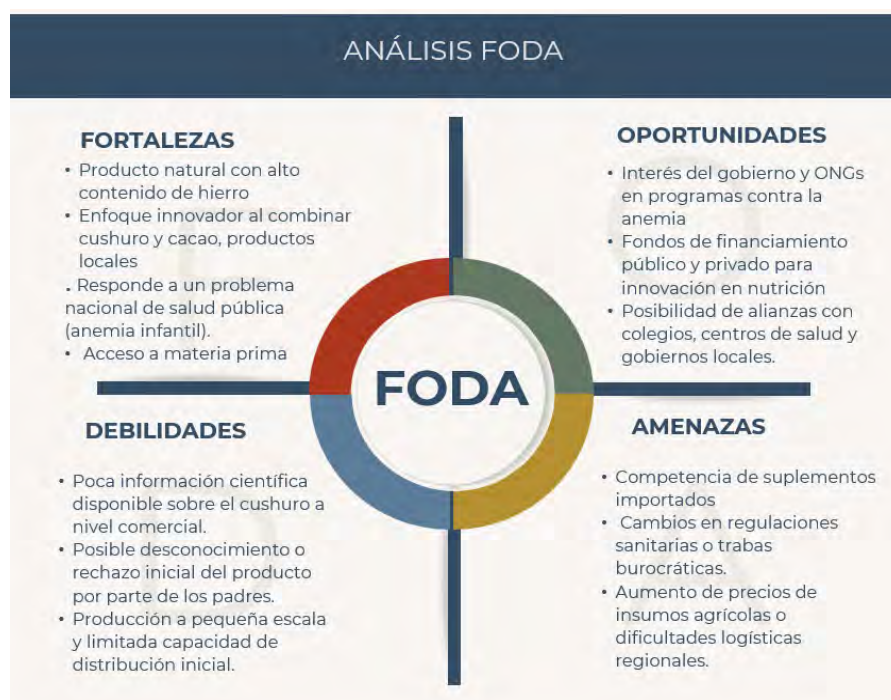 ANÁLISIS FODA
FORTALEZAS
• Producto natural con alto
contenido de hierro
• Enfoque innovador al combinar
cushuro y cacao, productos
locales
. Responde a un problema
nacional de salud pública
(anemia infantil).
• Acceso a materia prima
OPORTUNIDADES
• Interés del gobierno y ONGs
en programas contra la
anemia
• Fondos de financiamiento
público y privado para
innovación en nutrición
• Posibilidad de alianzas con
colegios, centros de salud y
gobiernos locales.
FODA
DEBILIDADES
• Poca información científica
disponible sobre el cushuro a
nivel comercial.
• Posible desconocimiento o
rechazo inicial del producto
por parte de los padres.
• Producción a pequeña escala
y limitada capacidad de
distribución inicial.
AMENAZAS
• Competencia de suplementos
importados
• Cambios en regulaciones
sanitarias o trabas
burocráticas.
• Aumento de precios de
insumos agrícolas o
dificultades logísticas
regionales.